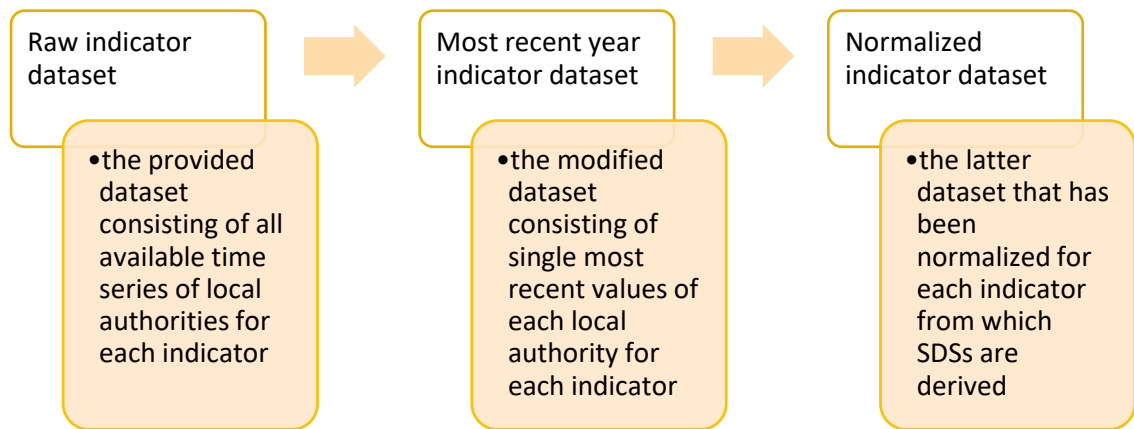 Raw indicator
dataset
•the provided
dataset
consisting of all
available time
series of local
authorities for
each indicator
Most recent year
indicator dataset
•the modified
dataset
consisting of
single most
recent values of
each local
authority for
each indicator
Normalized
indicator dataset
•the latter
dataset that has
been
normalized for
each indicator
from which
SDSs are
derived